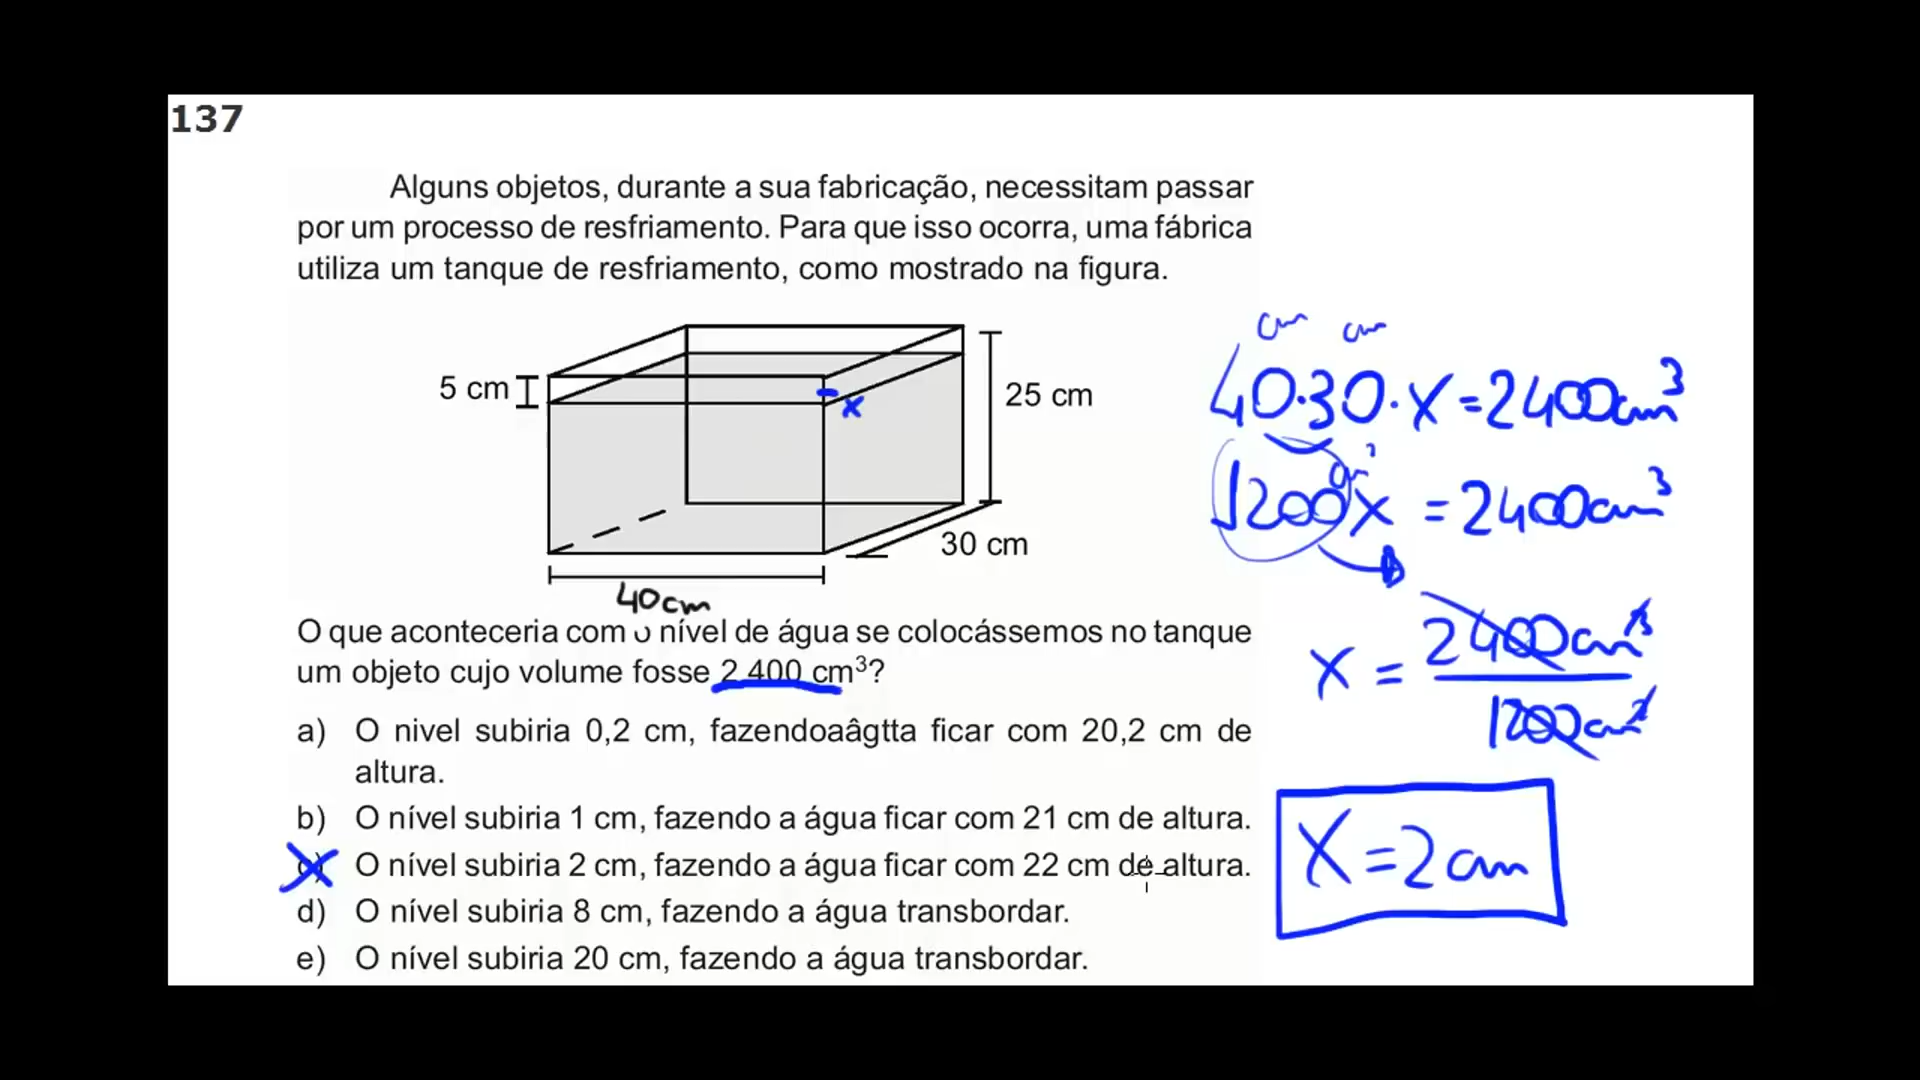 137
Alguns objetos, durante a sua fabricação, necessitam passar
por um processo de resfriamento. Para que isso ocorra, uma fábrica
utiliza um tanque de resfriamento, como mostrado na figura.
5 cm
x
25 cm
30 cm
40cm
O que aconteceria com o nível de água se colocássemos no tanque
um objeto cujo volume fosse 2 400 cm³?
a) O nivel subiria 0,2 cm, fazendoaâgtta ficar com 20,2 cm de
altura.
b) O nível subiria 1 cm, fazendo a água ficar com 21 cm de altura.
c) O nível subiria 2 cm, fazendo a água ficar com 22 cm de altura.
d) O nível subiria 8 cm, fazendo a água transbordar.
e) O nível subiria 20 cm, fazendo a água transbordar.
cm cm
40·30·x=2400cm³
1200cm²x = 2400cm³
x = 2400cm³
1200cm²
x=2cm